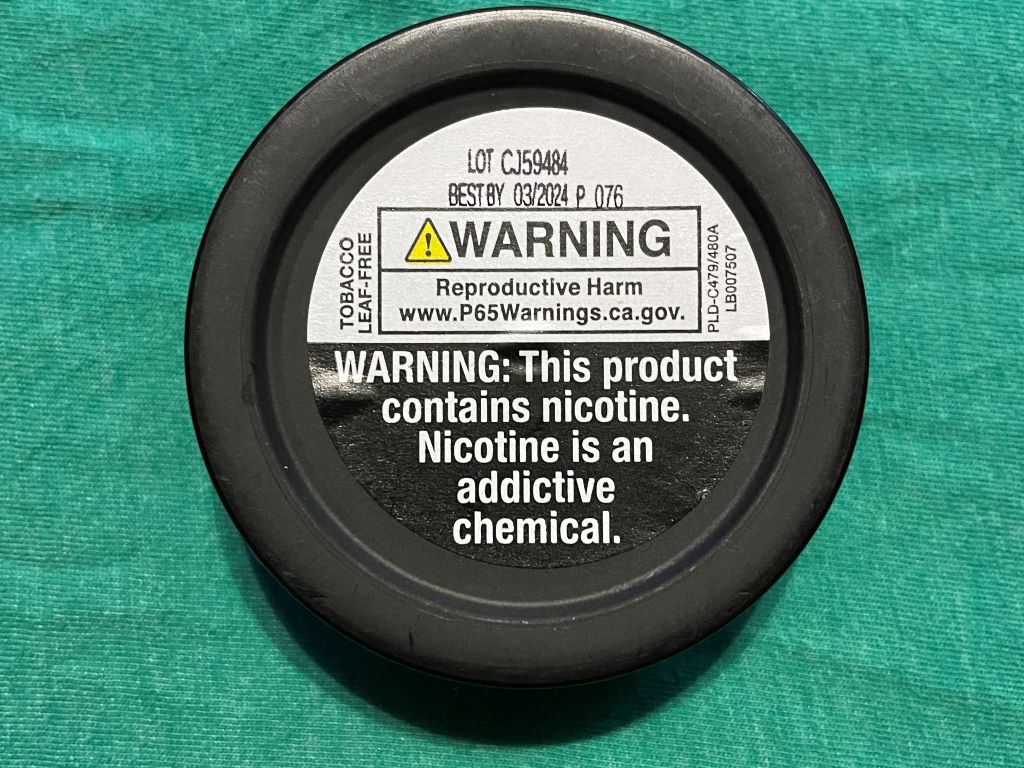 LOT CJ59484
BEST BY 03/2024 P 076
WARNING
Reproductive Harm
www.P65Warnings.ca.gov.
TOBACCO
LEAF-FREE
PLD-C479/480A
LB007507
WARNING: This product
contains nicotine.
Nicotine is an
addictive
chemical.